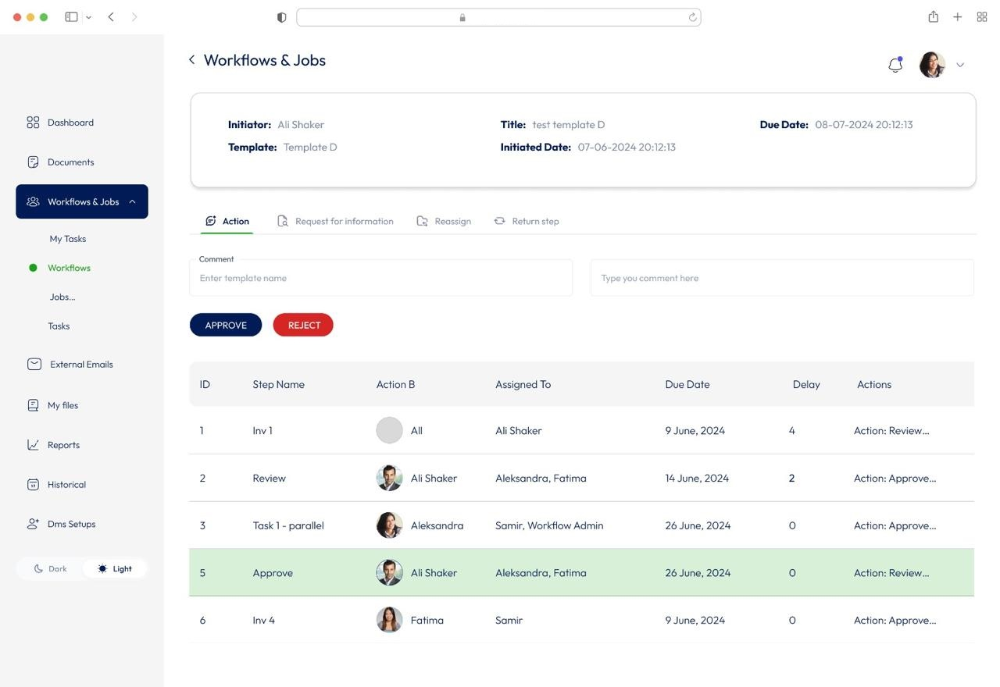 Workflows & Jobs
Initiator: Ali Shaker
Title: test template D
Due Date: 08-07-2024 20:12:13
Template: Template D
Initiated Date: 07-06-2024 20:12:13
Dashboard
Documents
Workflows & Jobs
My Tasks
Workflows
Jobs...
Tasks
External Emails
My files
Reports
Historical
Dms Setups
Dark
Light
Action
Request for information
Reassign
Return step
Comment
Enter template name
Type you comment here
APPROVE
REJECT
ID Step Name Action B Assigned To Due Date Delay Actions
1 Inv 1 All Ali Shaker 9 June, 2024 4 Action: Review...
2 Review Ali Shaker Aleksandra, Fatima 14 June, 2024 2 Action: Approve...
3 Task 1 - parallel Aleksandra Samir, Workflow Admin 26 June, 2024 0 Action: Approve...
5 Approve Ali Shaker Aleksandra, Fatima 26 June, 2024 0 Action: Review...
6 Inv 4 Fatima Samir 9 June, 2024 0 Action: Approve...